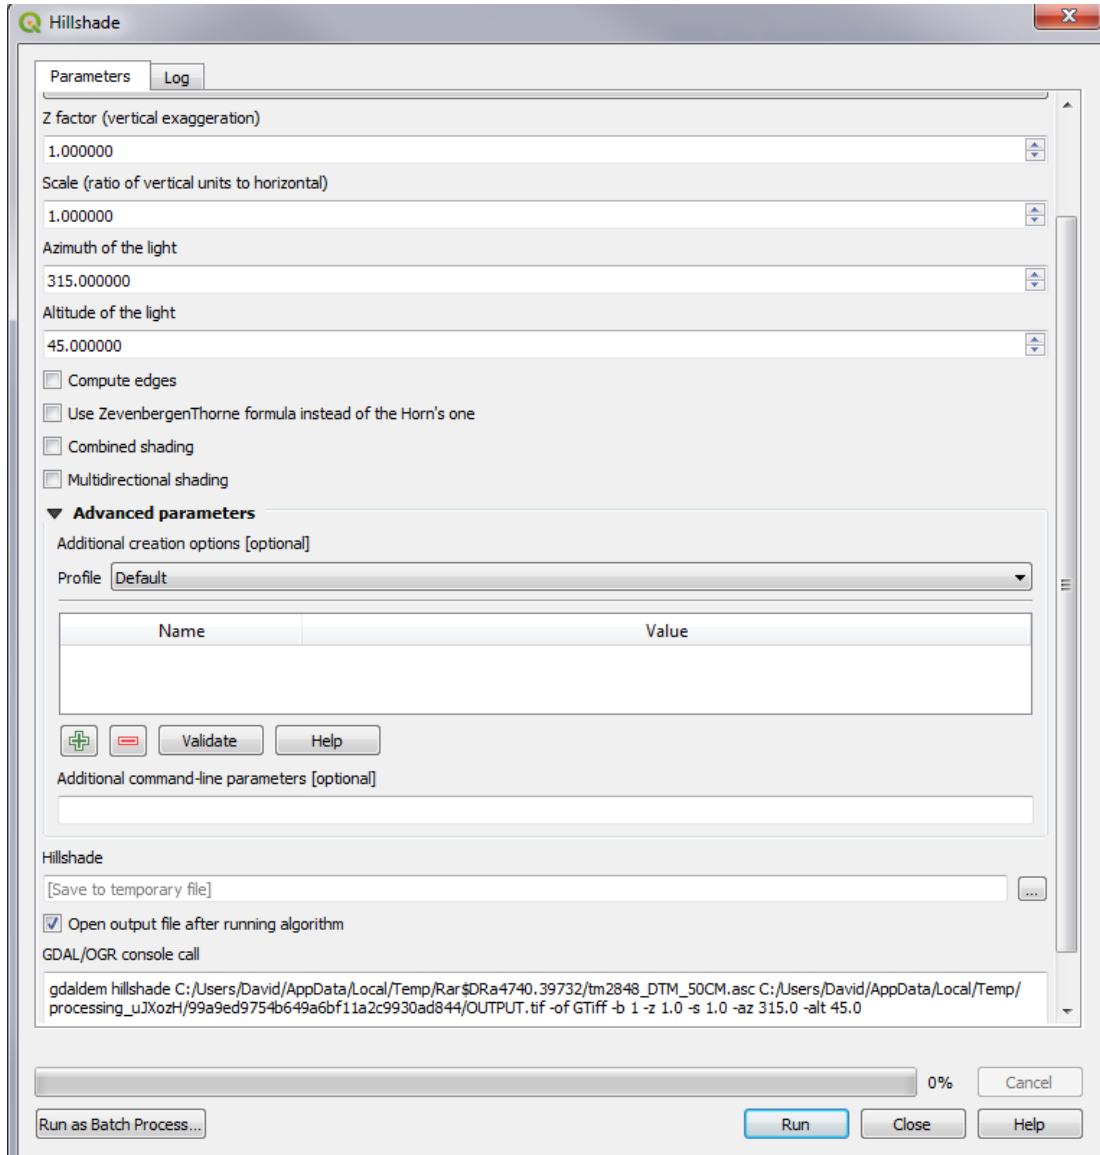 Hillshade
Parameters
Log
Z factor (vertical exaggeration)
1.000000
Scale (ratio of vertical units to horizontal)
1.000000
Azimuth of the light
315.000000
Altitude of the light
45.000000
Compute edges
Use ZevenbergenThorne formula instead of the Horn's one
Combined shading
Multidirectional shading
Advanced parameters
Additional creation options [optional]
Profile Default
Name Value
Validate Help
Additional command-line parameters [optional]
Hillshade
[Save to temporary file]
...
Open output file after running algorithm
GDAL/OGR console call
gdaldem hillshade C:/Users/David/AppData/Local/Temp/Rar$DRa4740.39732/tm2848_DTM_50CM.asc C:/Users/David/AppData/Local/Temp/
processing_uJXozH/99a9ed9754b649a6bf11a2c9930ad844/OUTPUT.tif -of GTiff -b 1 -z 1.0 -s 1.0 -az 315.0 -alt 45.0
0% Cancel
Run as Batch Process... Run Close Help